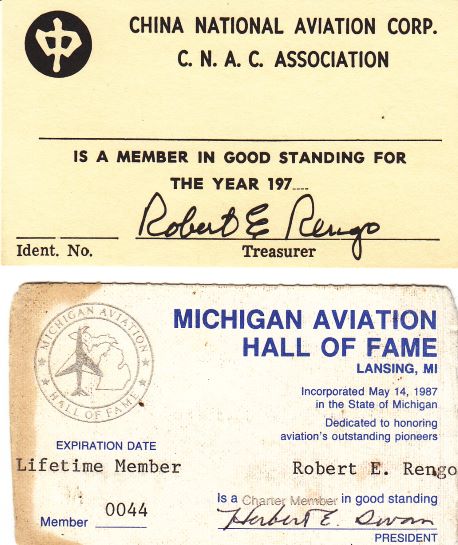 中
CHINA NATIONAL AVIATION CORP.
C. N. A. C. ASSOCIATION
IS A MEMBER IN GOOD STANDING FOR
THE YEAR 197....
Robert E Rengo
Ident. No.
Treasurer
MICHIGAN AVIATION
HALL OF FAME
MICHIGAN AVIATION
HALL OF FAME
LANSING, MI
Incorporated May 14, 1987
in the State of Michigan
Dedicated to honoring
aviation's outstanding pioneers
EXPIRATION DATE
Lifetime Member
Robert E. Rengo
Is a Charter Member in good standing
Member 0044
Herbert E. Swan
PRESIDENT